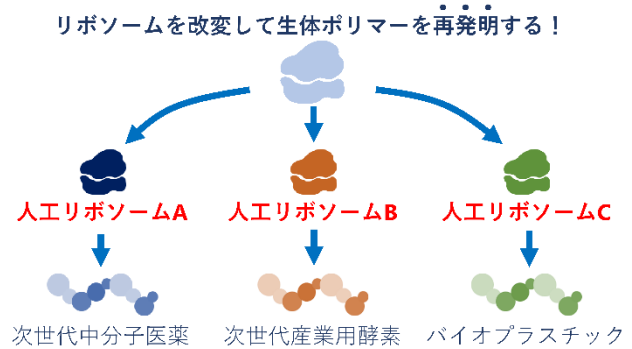 リボソームを改変して生体ポリマーを再発明する！
人工リボソームA
人工リボソームB
人工リボソームC
次世代中分子医薬
次世代産業用酵素
バイオプラスチック